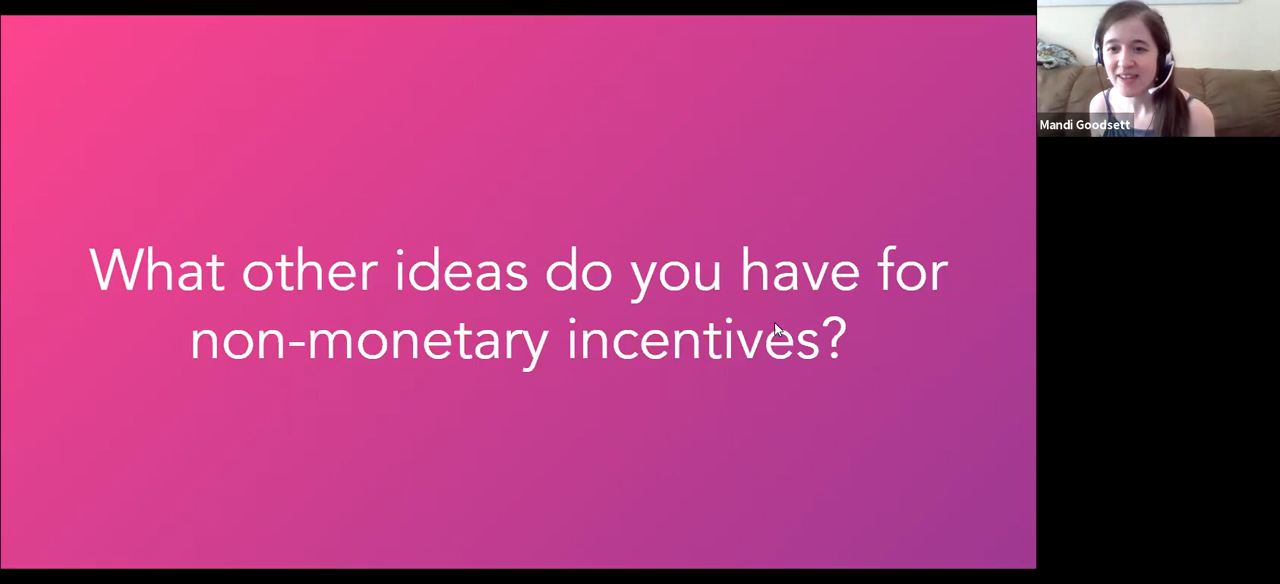 What other ideas do you have for
non-monetary incentives?
Mandi Goodsett